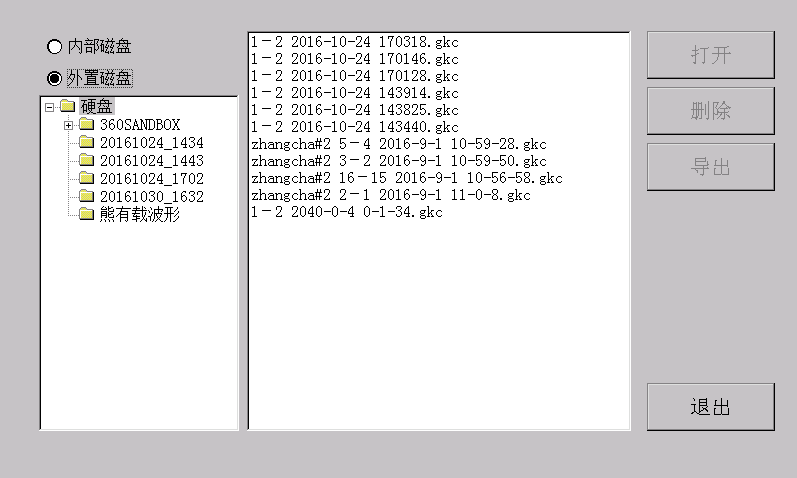 内部磁盘
外置磁盘
硬盘
360SANDBOX
20161024_1434
20161024_1443
20161024_1702
20161030_1632
熊有载波形
1－2 2016-10-24 170318.gkc
1－2 2016-10-24 170146.gkc
1－2 2016-10-24 170128.gkc
1－2 2016-10-24 143914.gkc
1－2 2016-10-24 143825.gkc
1－2 2016-10-24 143440.gkc
zhangcha#2 5－4 2016-9-1 10-59-28.gkc
zhangcha#2 3－2 2016-9-1 10-59-50.gkc
zhangcha#2 16－15 2016-9-1 10-56-58.gkc
zhangcha#2 2－1 2016-9-1 11-0-8.gkc
1－2 2040-0-4 0-1-34.gkc
打开
删除
导出
退出